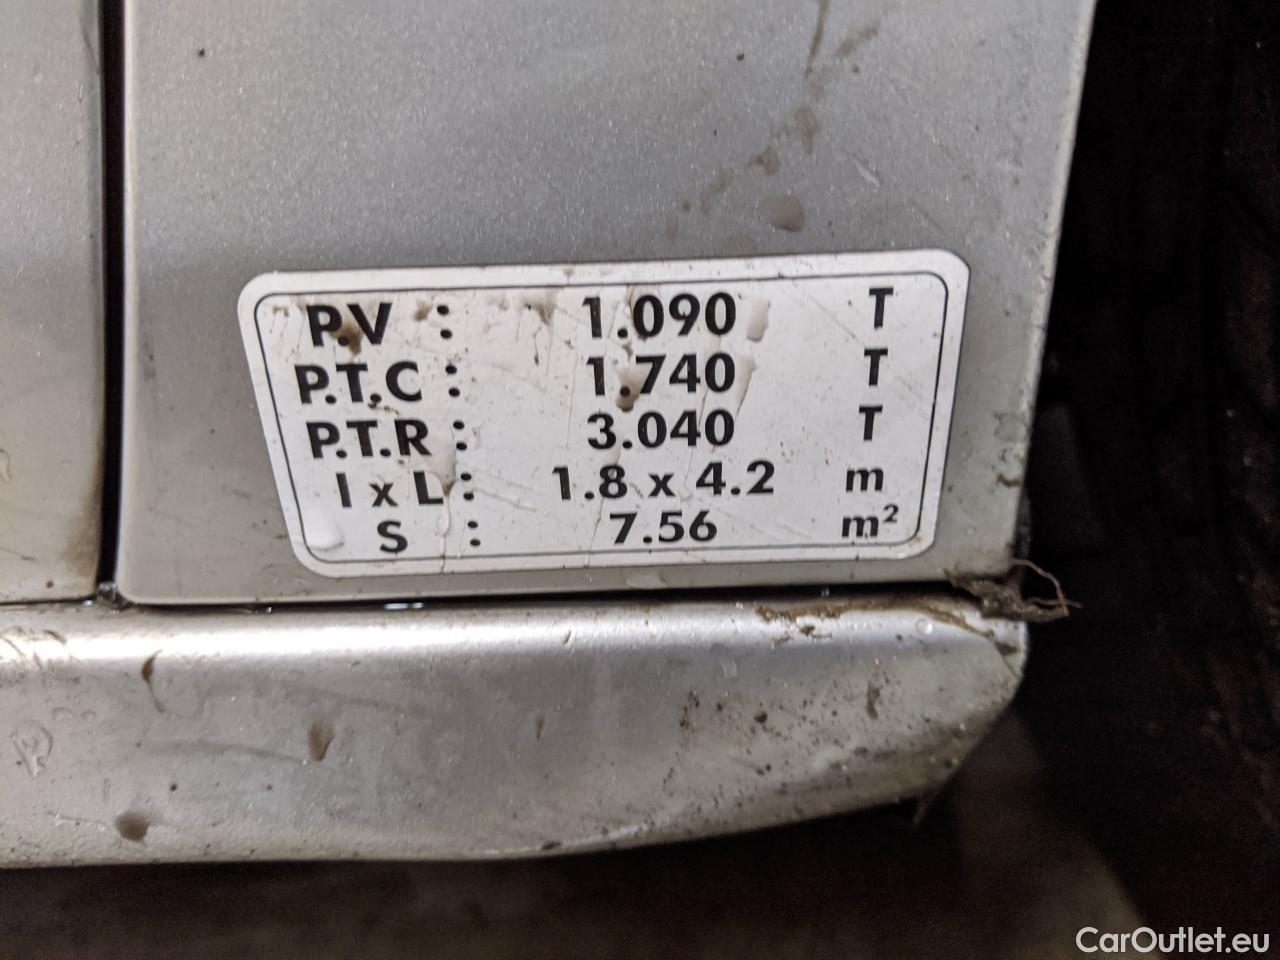 P.V : 1.090 T
P.T.C : 1.740 T
P.T.R : 3.040 T
l x L : 1.8 x 4.2 m
S : 7.56 m²
CarOutlet.eu